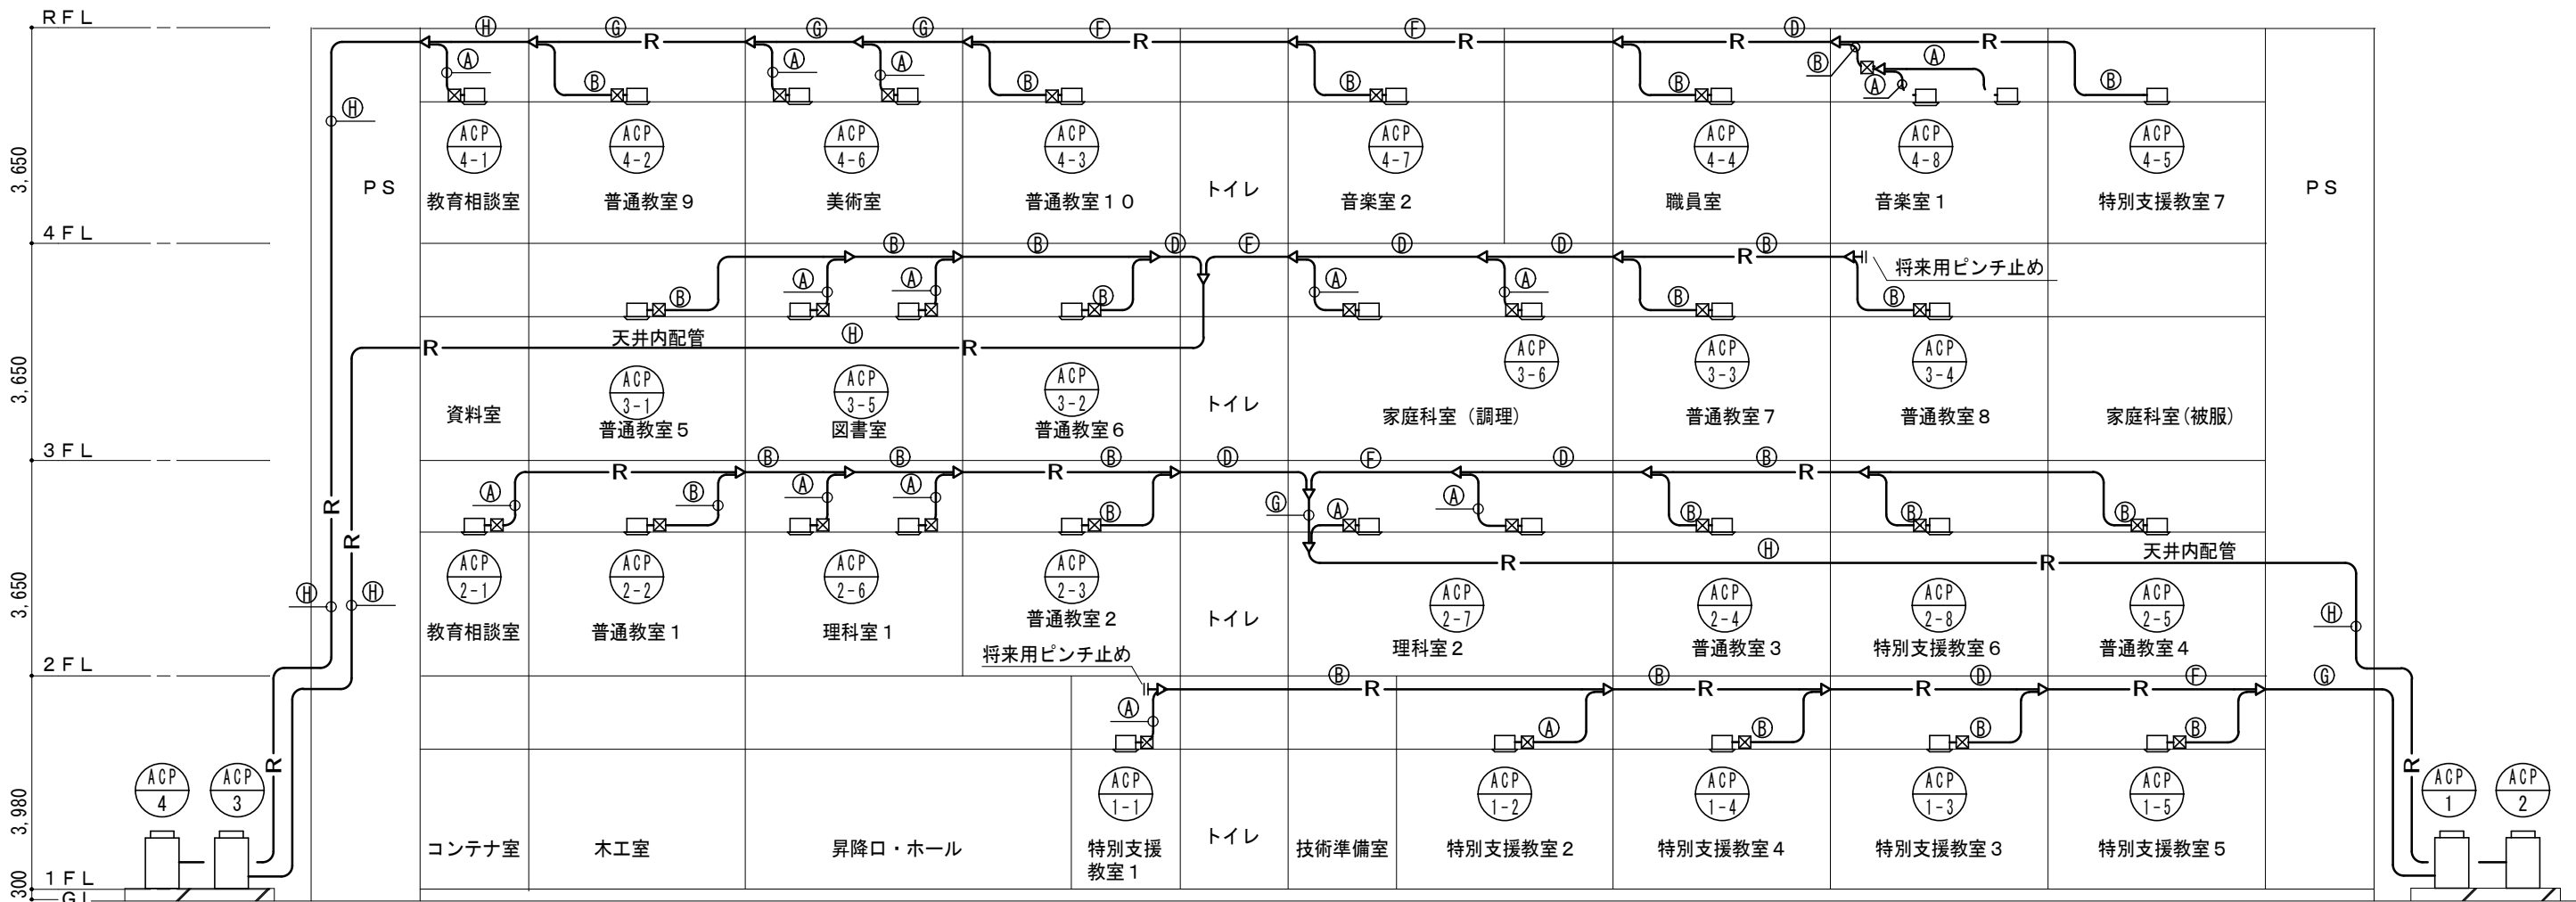 RFL
Ⓗ Ⓖ R Ⓖ Ⓖ Ⓕ R Ⓕ R Ⓓ R R
Ⓐ Ⓐ Ⓐ Ⓑ Ⓐ
Ⓑ Ⓑ Ⓑ Ⓑ Ⓐ Ⓑ
Ⓗ
ACP 4-1
ACP 4-2
ACP 4-6
ACP 4-3
ACP 4-7
ACP 4-4
ACP 4-8
ACP 4-5
3,650
PS
トイレ
PS
教育相談室
普通教室9
美術室
普通教室10
音楽室2
職員室
音楽室1
特別支援教室7
4FL
Ⓑ Ⓑ Ⓓ Ⓕ Ⓓ Ⓓ Ⓑ R
将来用ピンチ止め
Ⓐ Ⓐ Ⓐ Ⓐ
Ⓑ Ⓑ Ⓑ Ⓑ
天井内配管
Ⓗ
R R
ACP 3-1
ACP 3-5
ACP 3-2
ACP 3-6
ACP 3-3
ACP 3-4
3,650
資料室
普通教室5
図書室
普通教室6
トイレ
家庭科室(調理)
普通教室7
普通教室8
家庭科室(被服)
3FL
R Ⓑ Ⓑ R Ⓑ Ⓓ Ⓕ Ⓓ Ⓑ R
Ⓐ Ⓑ Ⓐ Ⓐ Ⓖ Ⓐ
Ⓑ Ⓐ Ⓑ Ⓑ Ⓑ
R
R
Ⓗ
天井内配管
R R
ACP 2-1
ACP 2-2
ACP 2-6
ACP 2-3
ACP 2-7
ACP 2-4
ACP 2-8
ACP 2-5
Ⓗ Ⓗ
Ⓗ
3,650
教育相談室
普通教室1
理科室1
普通教室2
トイレ
理科室2
普通教室3
特別支援教室6
普通教室4
将来用ピンチ止め
2FL
Ⓑ R Ⓑ R Ⓓ R Ⓕ R Ⓖ
Ⓐ
Ⓐ Ⓑ Ⓑ Ⓑ
R
R
ACP 4
ACP 3
ACP 1-1
ACP 1-2
ACP 1-4
ACP 1-3
ACP 1-5
ACP 1
ACP 2
3,980
コンテナ室
木工室
昇降口・ホール
特別支援
教室1
トイレ
技術準備室
特別支援教室2
特別支援教室4
特別支援教室3
特別支援教室5
1FL
300
GL